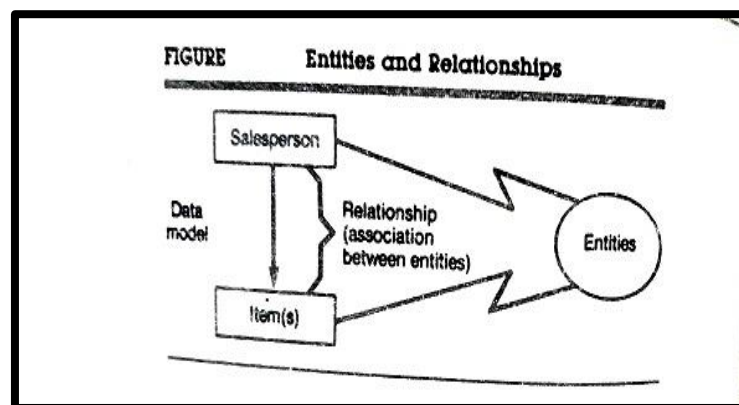 FIGURE Entities and Relationships
Salesperson
Data
model
Relationship
(association
between entities)
Entities
Item(s)